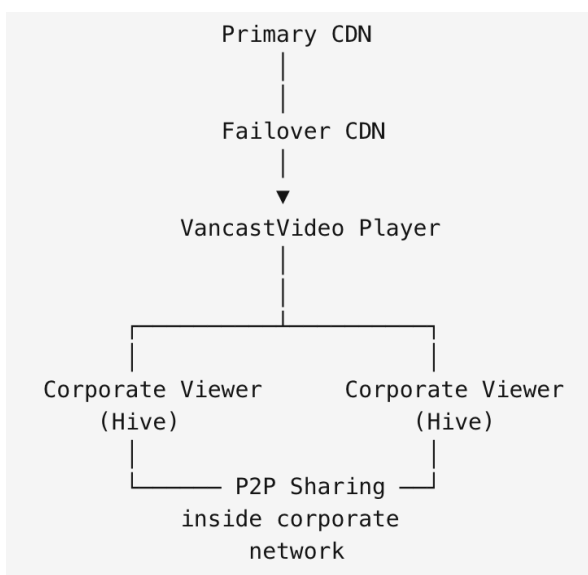 Primary CDN
Failover CDN
VancastVideo Player
Corporate Viewer Corporate Viewer
(Hive) (Hive)
P2P Sharing
inside corporate
network